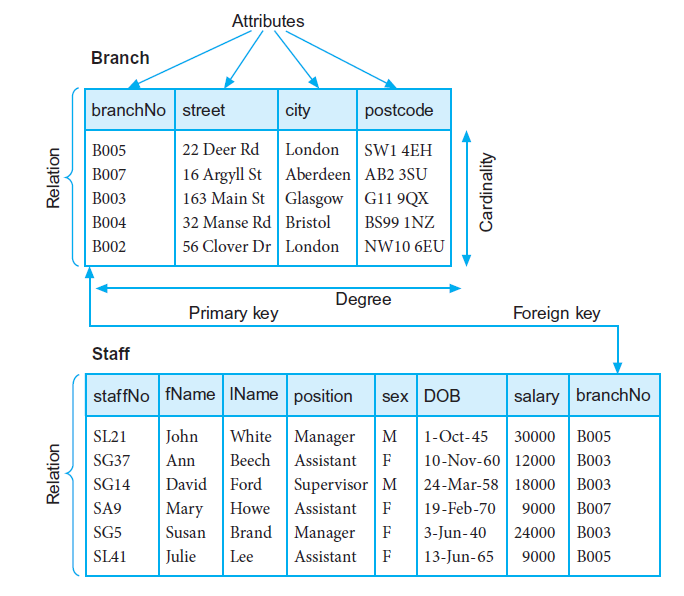 Attributes
Branch
branchNo street city postcode
B005 22 Deer Rd London SW1 4EH
B007 16 Argyll St Aberdeen AB2 3SU
B003 163 Main St Glasgow G11 9QX
B004 32 Manse Rd Bristol BS99 1NZ
B002 56 Clover Dr London NW10 6EU
Relation
Cardinality
Degree
Primary key
Foreign key
Staff
staffNo fName lName position sex DOB salary branchNo
SL21 John White Manager M 1-Oct-45 30000 B005
SG37 Ann Beech Assistant F 10-Nov-60 12000 B003
SG14 David Ford Supervisor M 24-Mar-58 18000 B003
SA9 Mary Howe Assistant F 19-Feb-70 9000 B007
SG5 Susan Brand Manager F 3-Jun-40 24000 B003
SL41 Julie Lee Assistant F 13-Jun-65 9000 B005
Relation